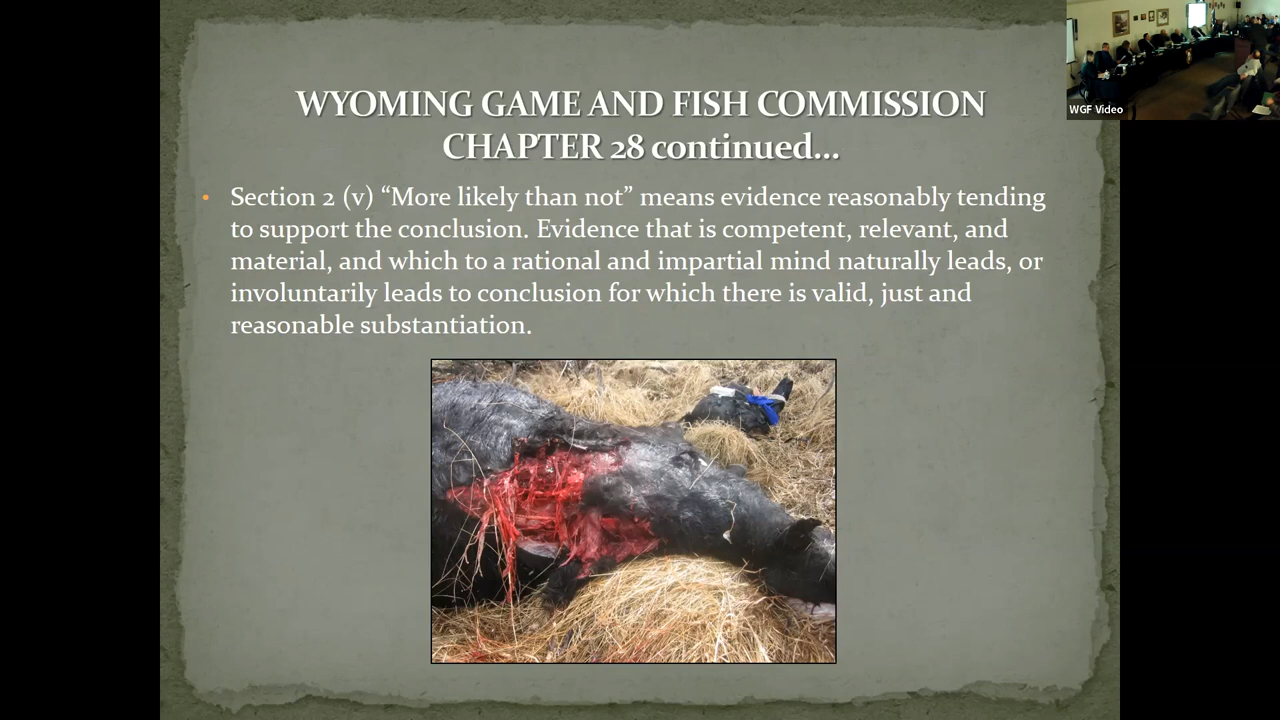 WYOMING GAME AND FISH COMMISSION
CHAPTER 28 continued...
• Section 2 (v) “More likely than not” means evidence reasonably tending
to support the conclusion. Evidence that is competent, relevant, and
material, and which to a rational and impartial mind naturally leads, or
involuntarily leads to conclusion for which there is valid, just and
reasonable substantiation.
WGF Video